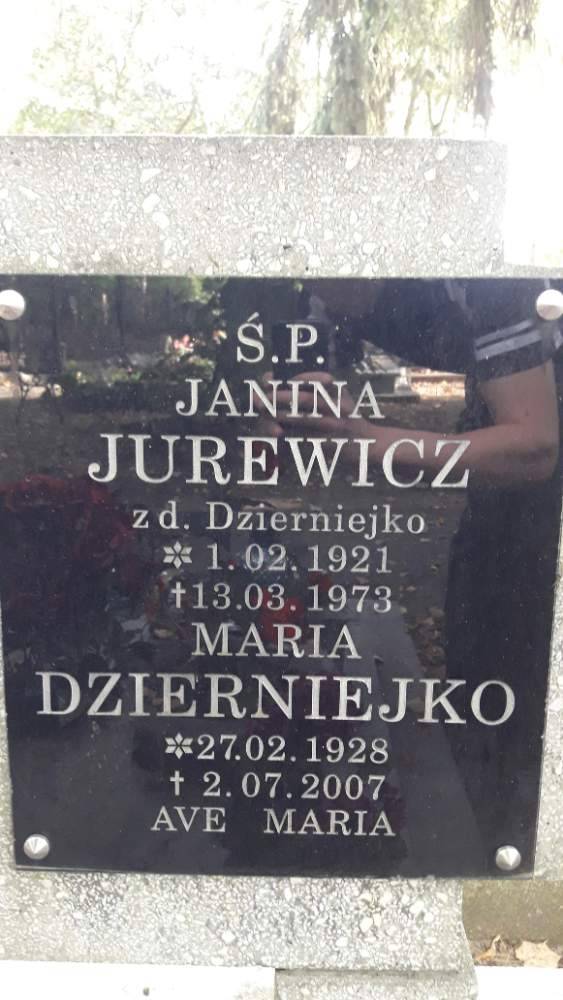 Ś.P.
JANINA
JUREWICZ
z d. Dzierniejko
✲ 1.02.1921
†13.03.1973
MARIA
DZIERNIEJKO
✲27.02.1928
† 2.07.2007
AVE MARIA